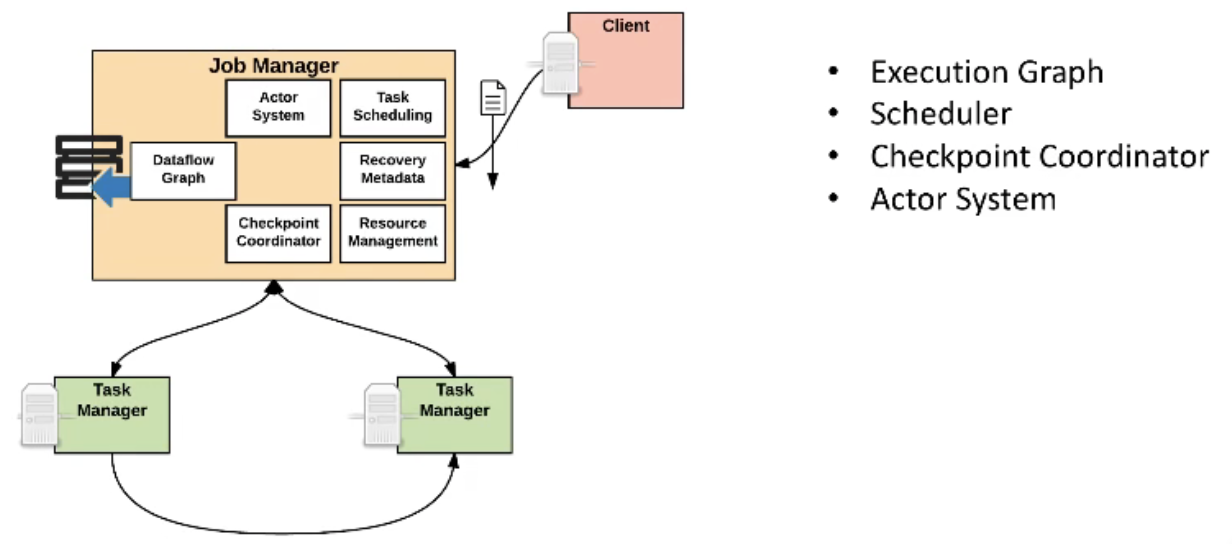 Client
Job Manager
Actor
System
Task
Scheduling
Dataflow
Graph
Recovery
Metadata
Checkpoint
Coordinator
Resource
Management
Task
Manager
Task
Manager
• Execution Graph
• Scheduler
• Checkpoint Coordinator
• Actor System